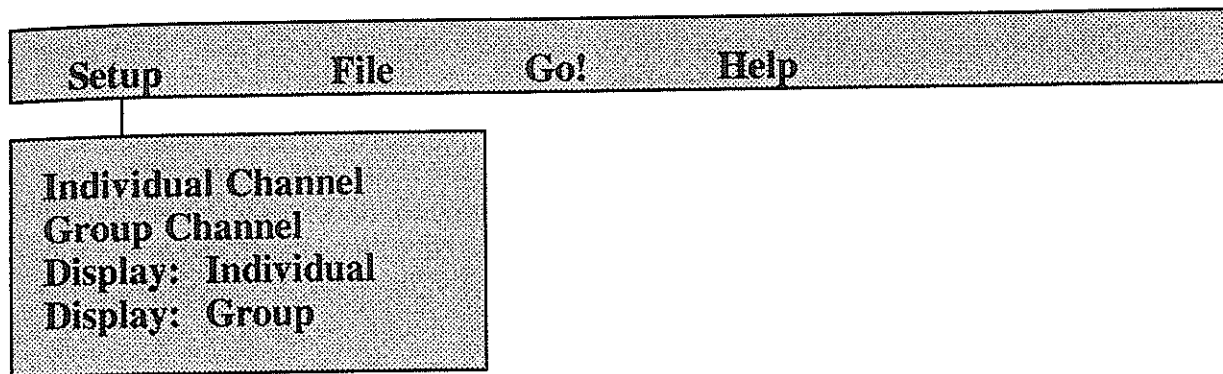 Setup File Go! Help
Individual Channel
Group Channel
Display: Individual
Display: Group